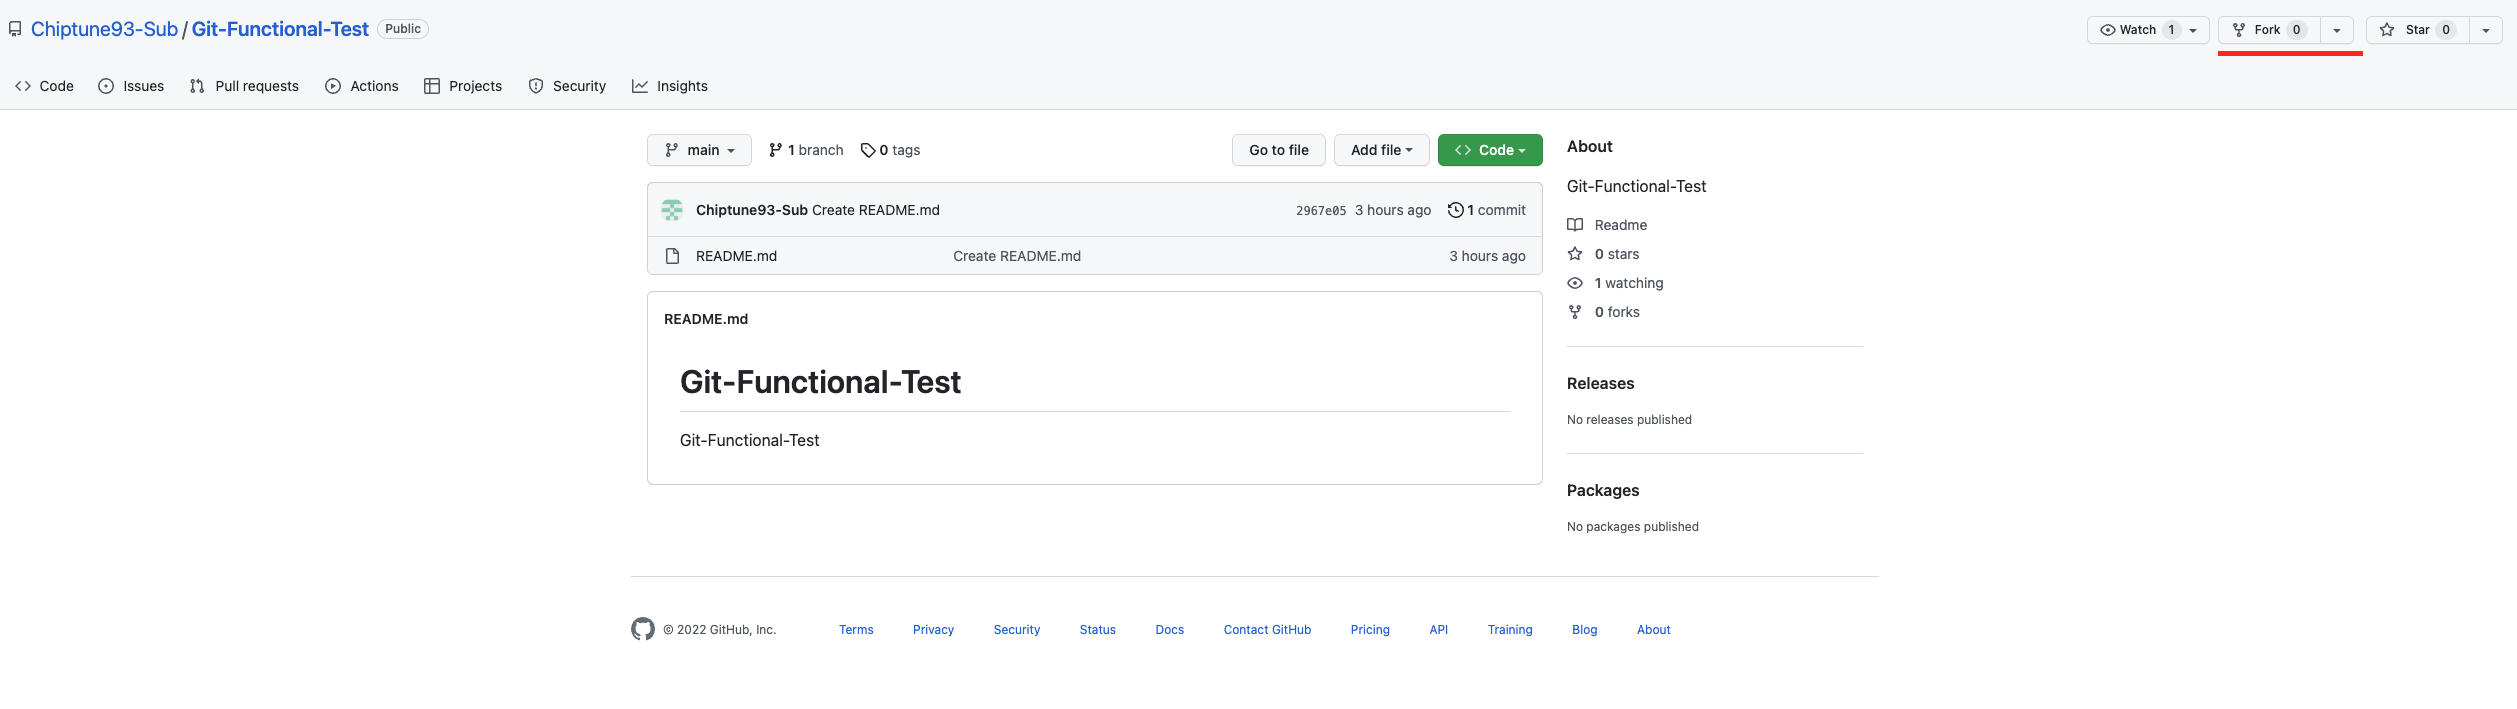 Chiptune93-Sub / Git-Functional-Test Public
Watch 1 Fork 0 Star 0
Code Issues Pull requests Actions Projects Security Insights
main 1 branch 0 tags Go to file Add file Code
Chiptune93-Sub Create README.md 2967e05 3 hours ago 1 commit
README.md Create README.md 3 hours ago
README.md
Git-Functional-Test
Git-Functional-Test
About
Git-Functional-Test
Readme
0 stars
1 watching
0 forks
Releases
No releases published
Packages
No packages published
© 2022 GitHub, Inc. Terms Privacy Security Status Docs Contact GitHub Pricing API Training Blog About